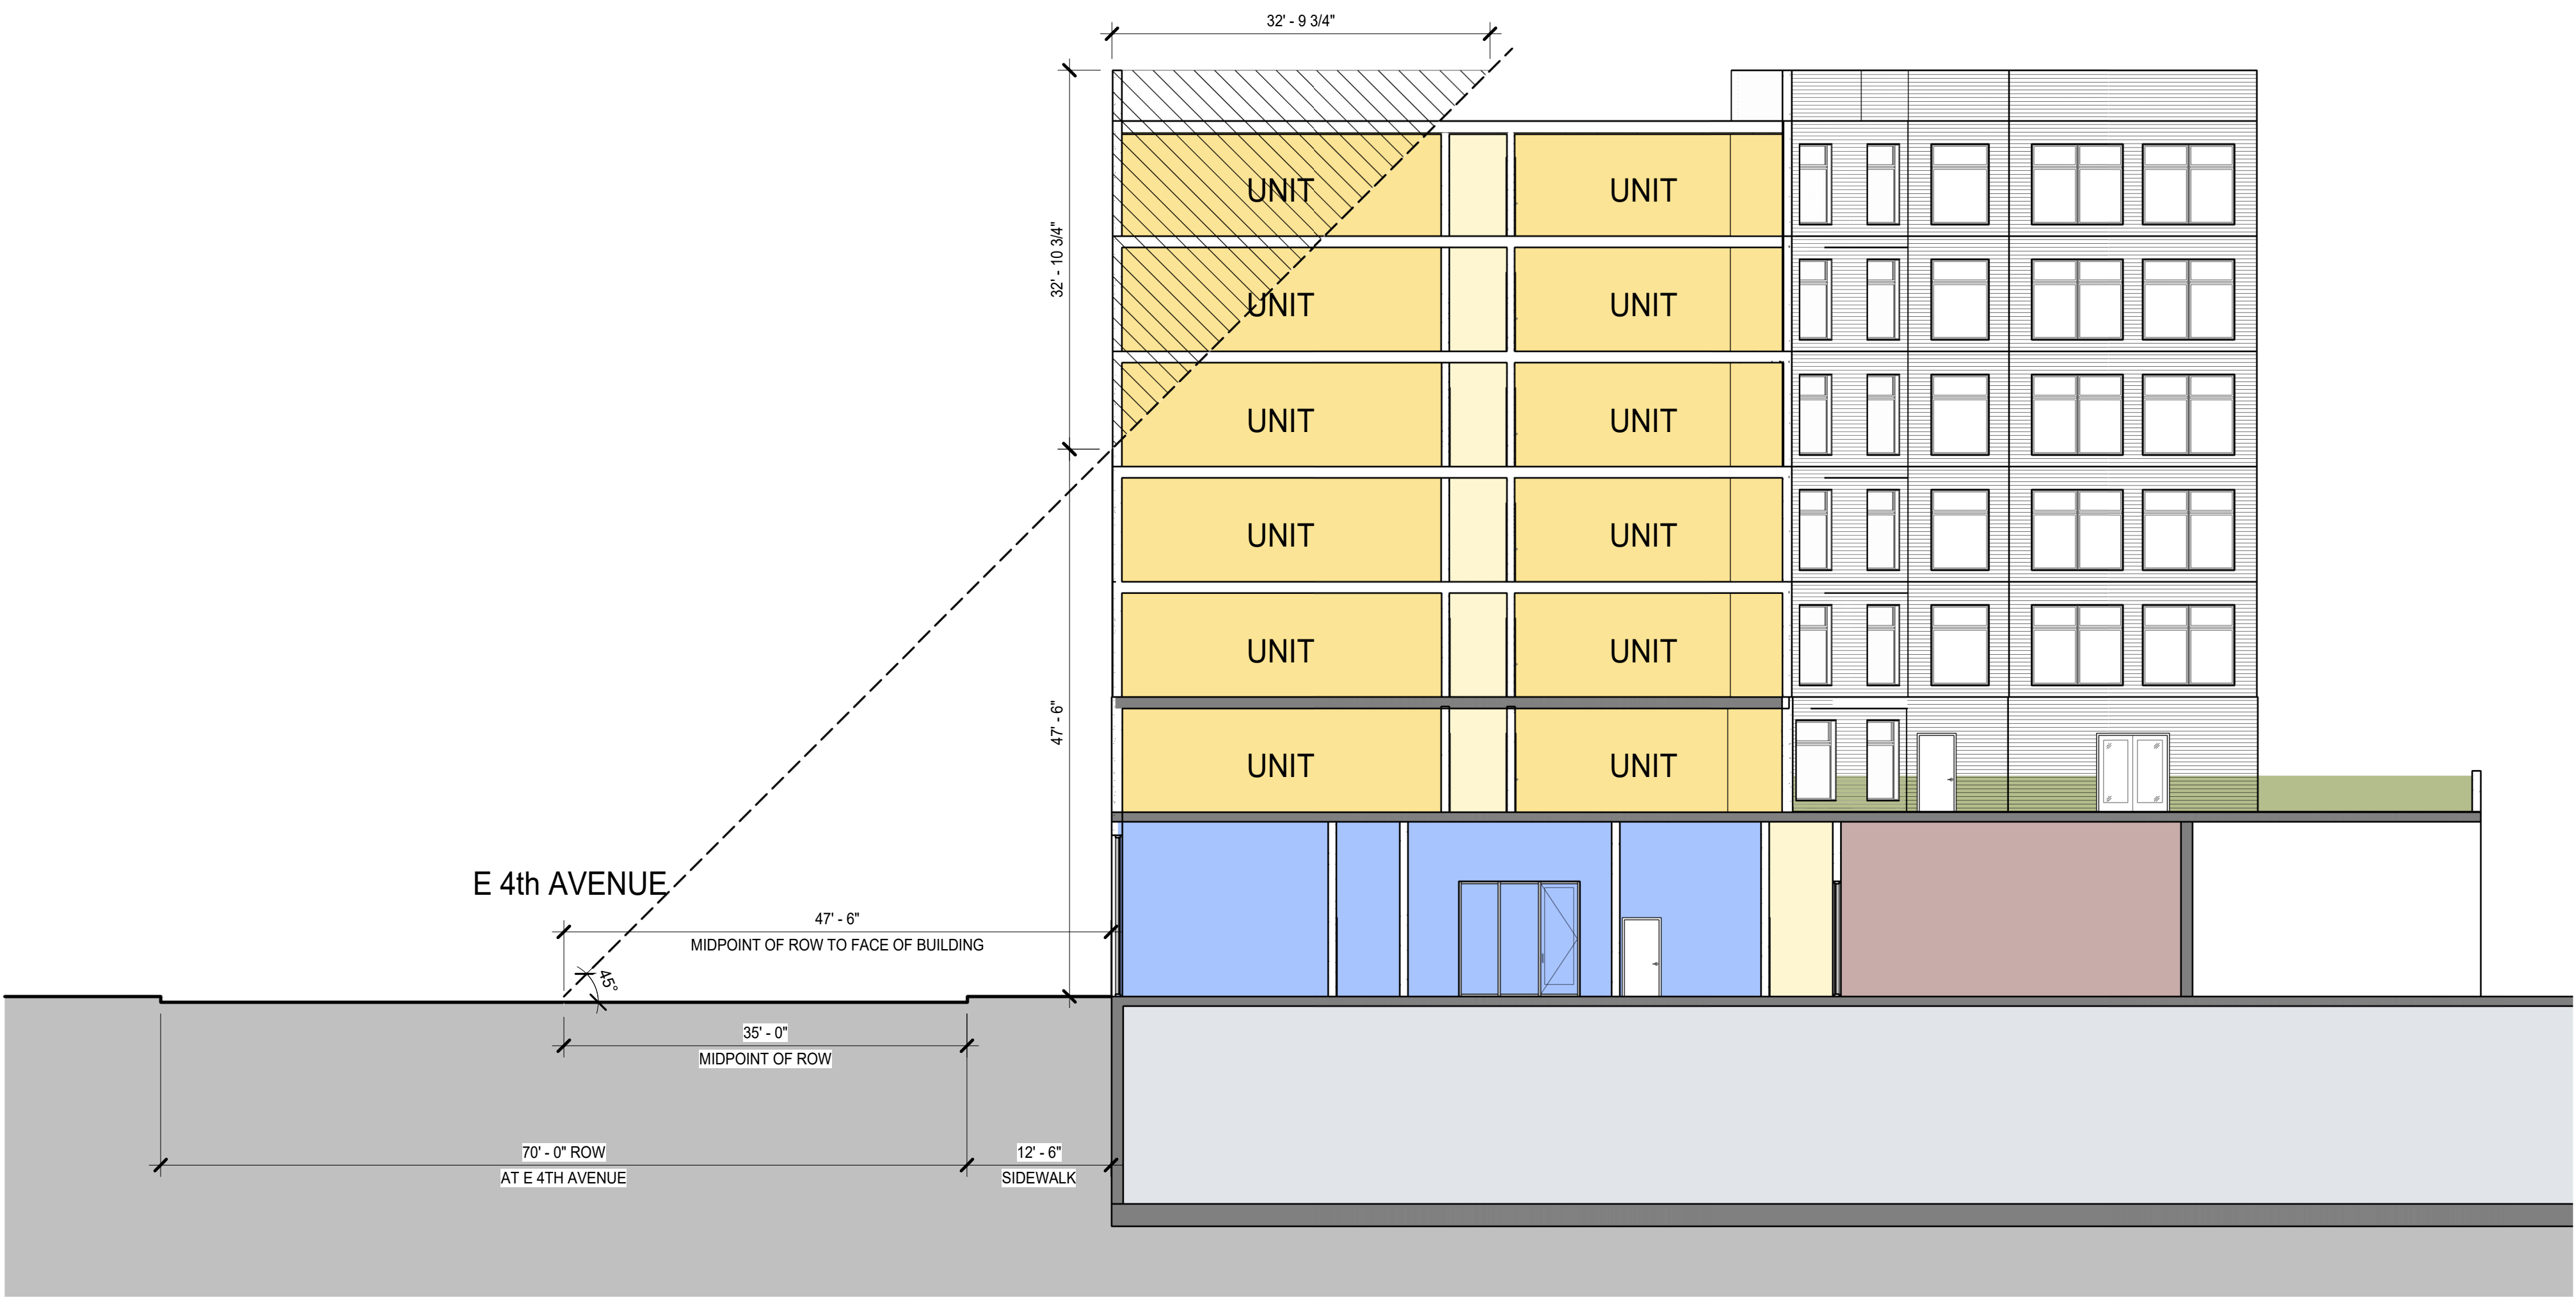 32' - 9 3/4"
32' - 10 3/4"
UNIT UNIT
UNIT UNIT
UNIT UNIT
UNIT UNIT
UNIT UNIT
47' - 6"
UNIT UNIT
E 4th AVENUE
47' - 6"
MIDPOINT OF ROW TO FACE OF BUILDING
45°
35' - 0"
MIDPOINT OF ROW
70' - 0" ROW
AT E 4TH AVENUE
12' - 6"
SIDEWALK